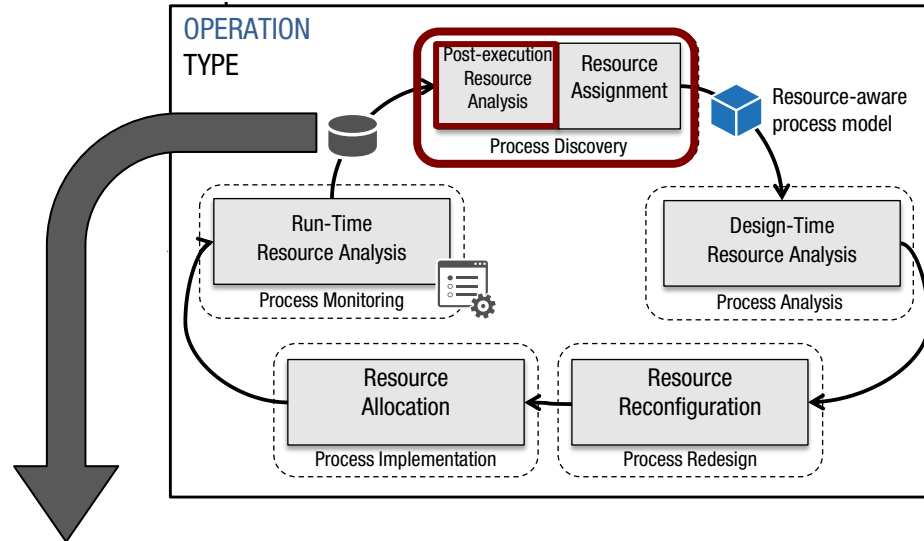 OPERATION
TYPE
Post-execution
Resource
Analysis
Resource
Assignment
Process Discovery
Resource-aware
process model
Run-Time
Resource Analysis
Process Monitoring
Design-Time
Resource Analysis
Process Analysis
Resource
Allocation
Process Implementation
Resource
Reconfiguration
Process Redesign